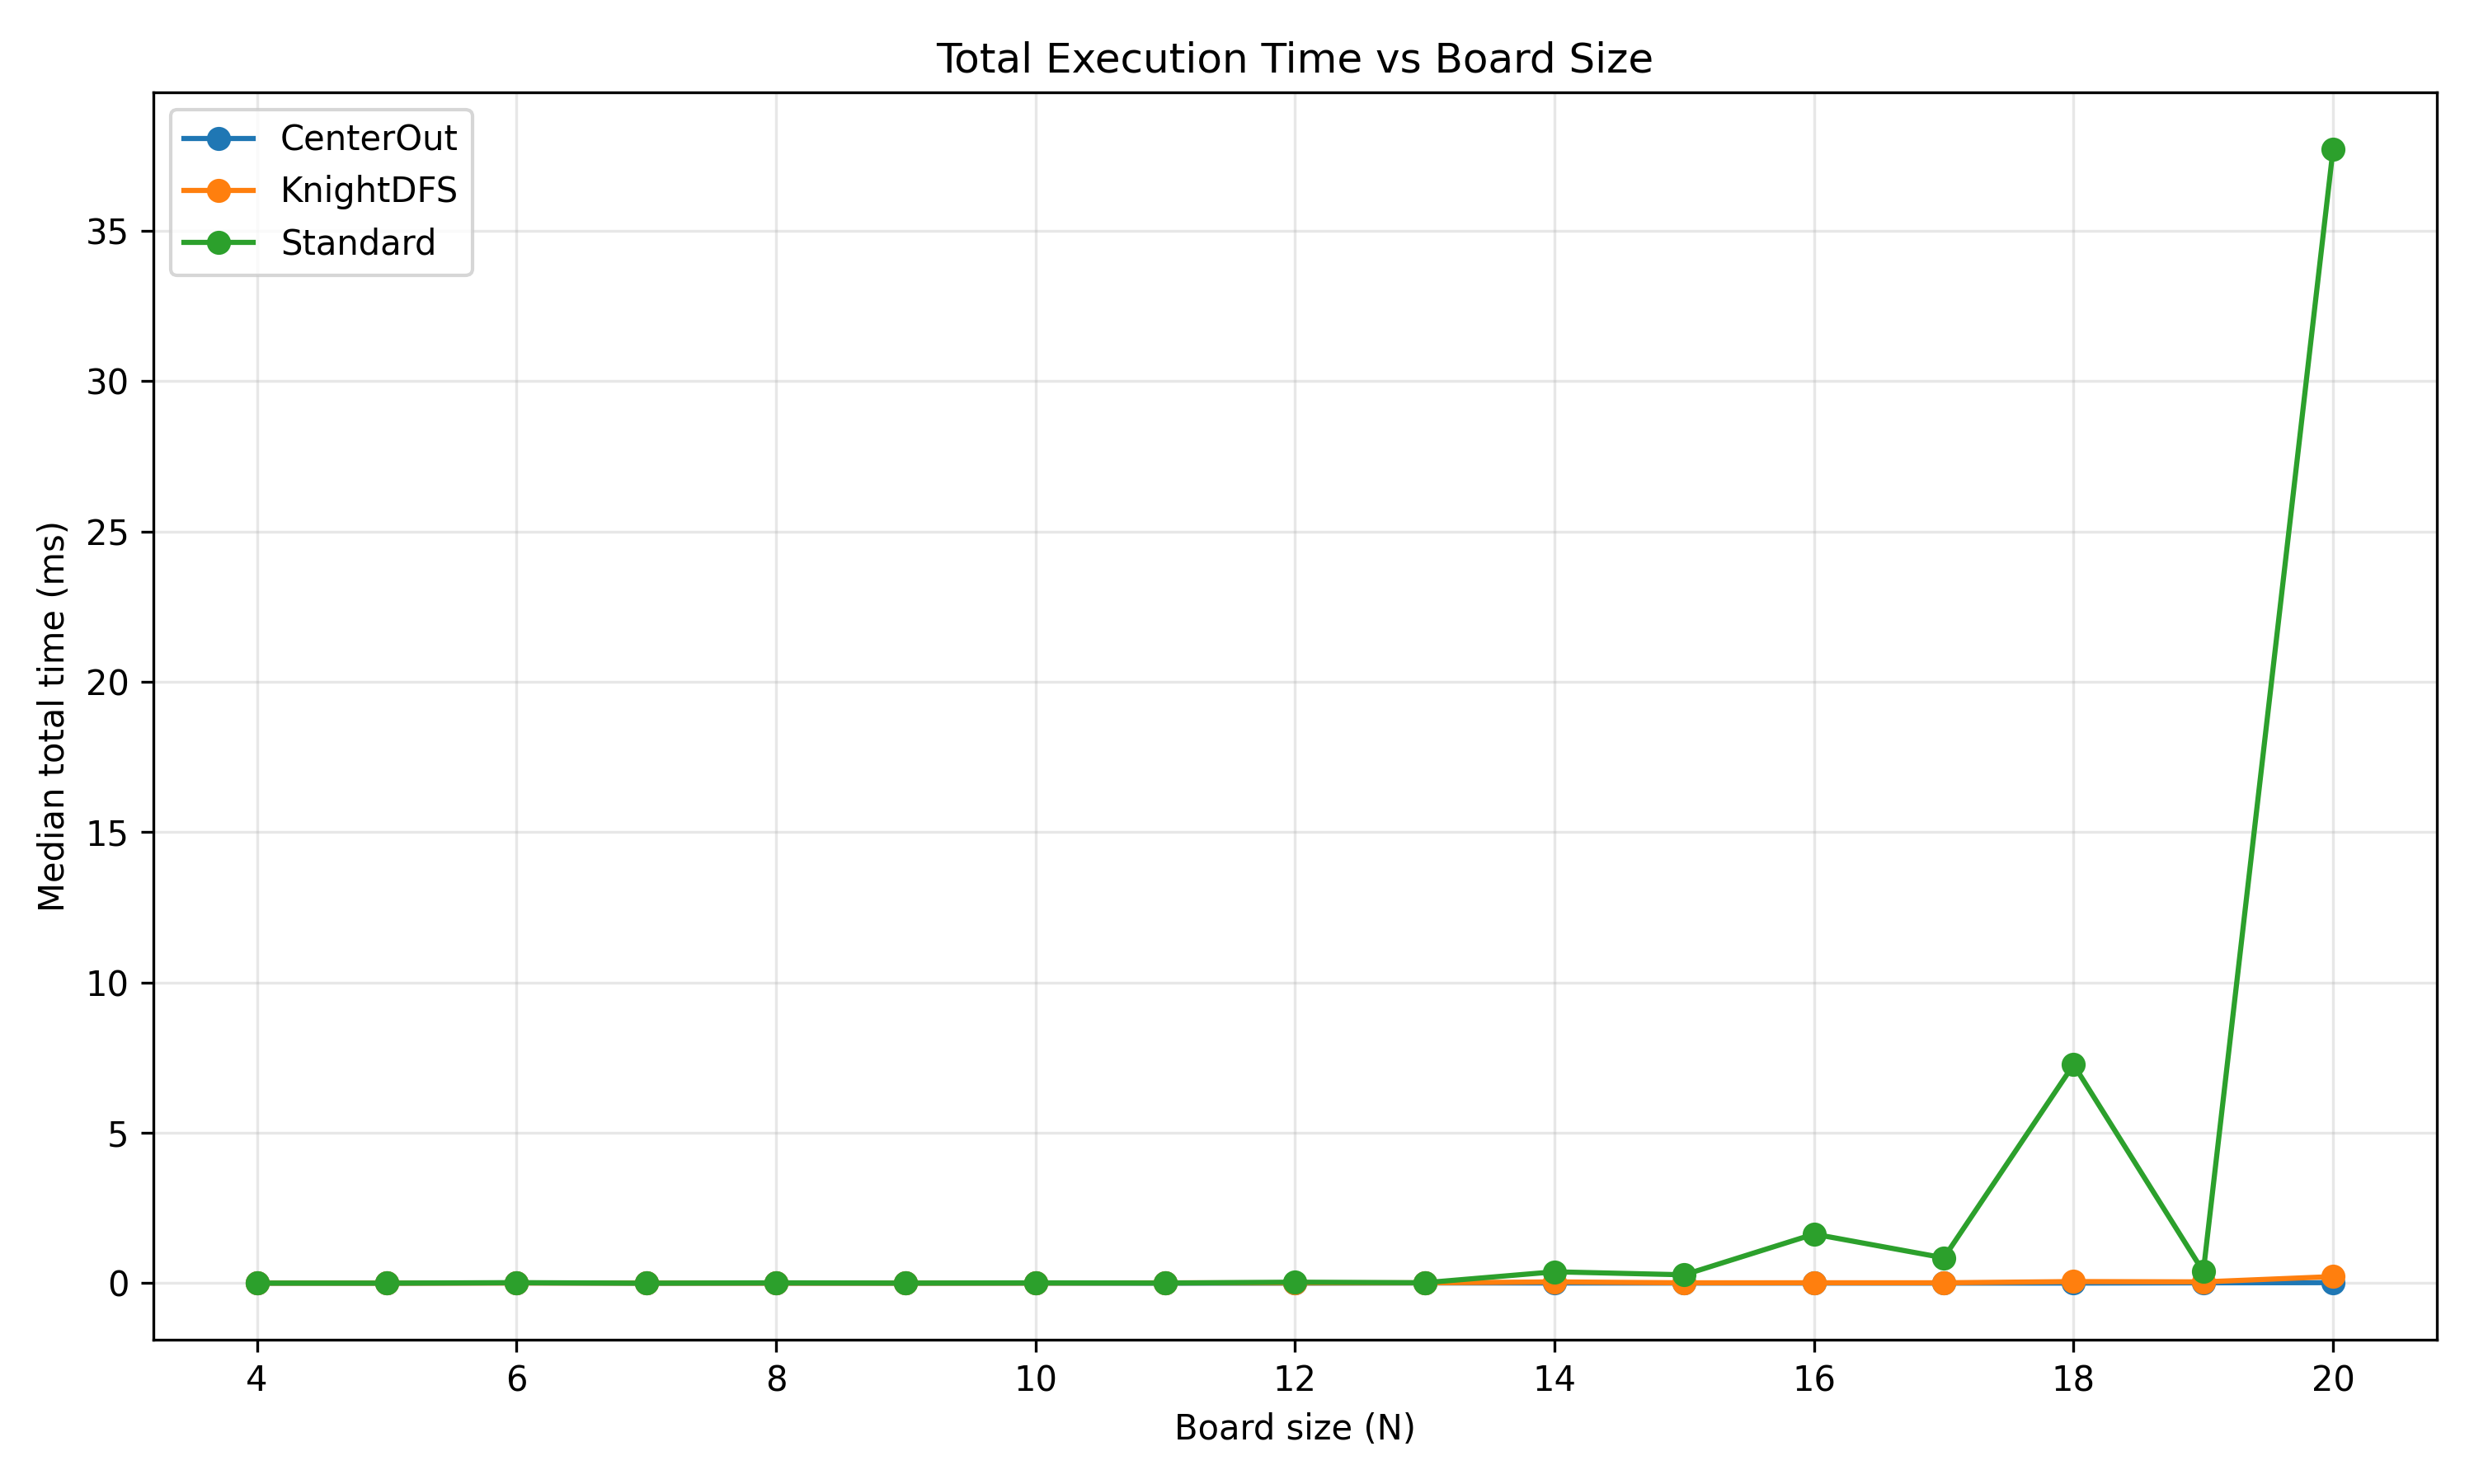 Total Execution Time vs Board Size
CenterOut
KnightDFS
Standard
Median total time (ms)
35
30
25
20
15
10
5
0
4 6 8 10 12 14 16 18 20
Board size (N)